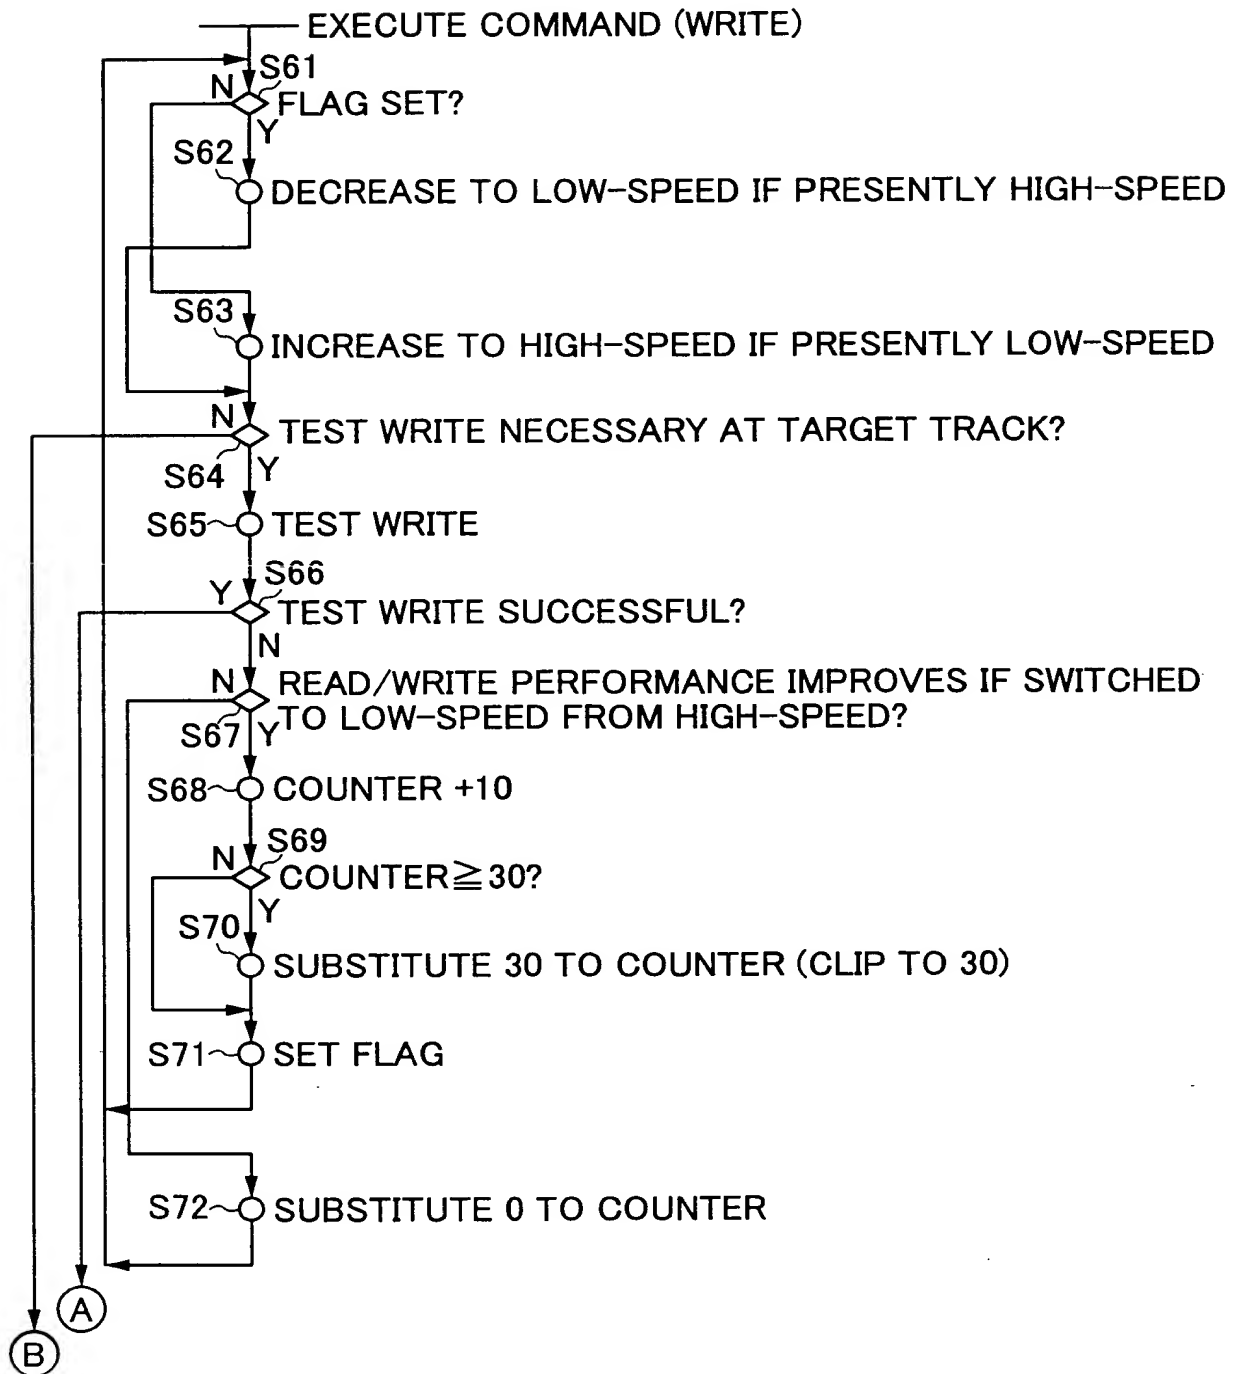 EXECUTE COMMAND (WRITE)
S61
N
FLAG SET?
Y
S62
DECREASE TO LOW-SPEED IF PRESENTLY HIGH-SPEED
S63
INCREASE TO HIGH-SPEED IF PRESENTLY LOW-SPEED
N
TEST WRITE NECESSARY AT TARGET TRACK?
S64
Y
S65
TEST WRITE
S66
Y
TEST WRITE SUCCESSFUL?
N
N
READ/WRITE PERFORMANCE IMPROVES IF SWITCHED
TO LOW-SPEED FROM HIGH-SPEED?
S67
Y
S68
COUNTER +10
S69
N
COUNTER≧30?
Y
S70
SUBSTITUTE 30 TO COUNTER (CLIP TO 30)
S71
SET FLAG
S72
SUBSTITUTE 0 TO COUNTER
A
B